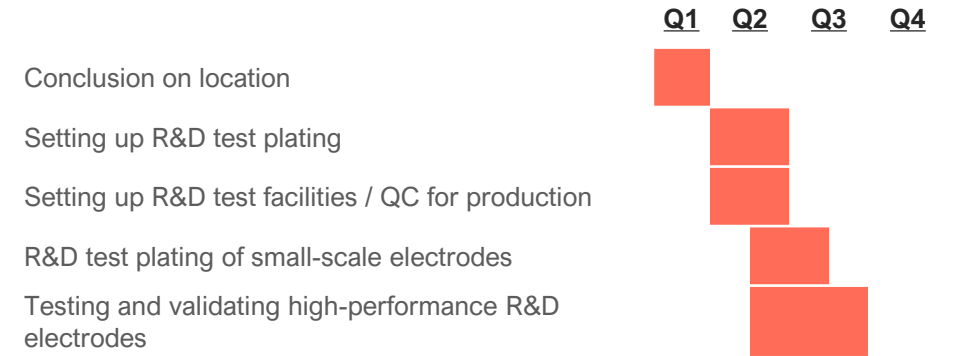 Q1 Q2 Q3 Q4
Conclusion on location
Setting up R&D test plating
Setting up R&D test facilities / QC for production
R&D test plating of small-scale electrodes
Testing and validating high-performance R&D
electrodes